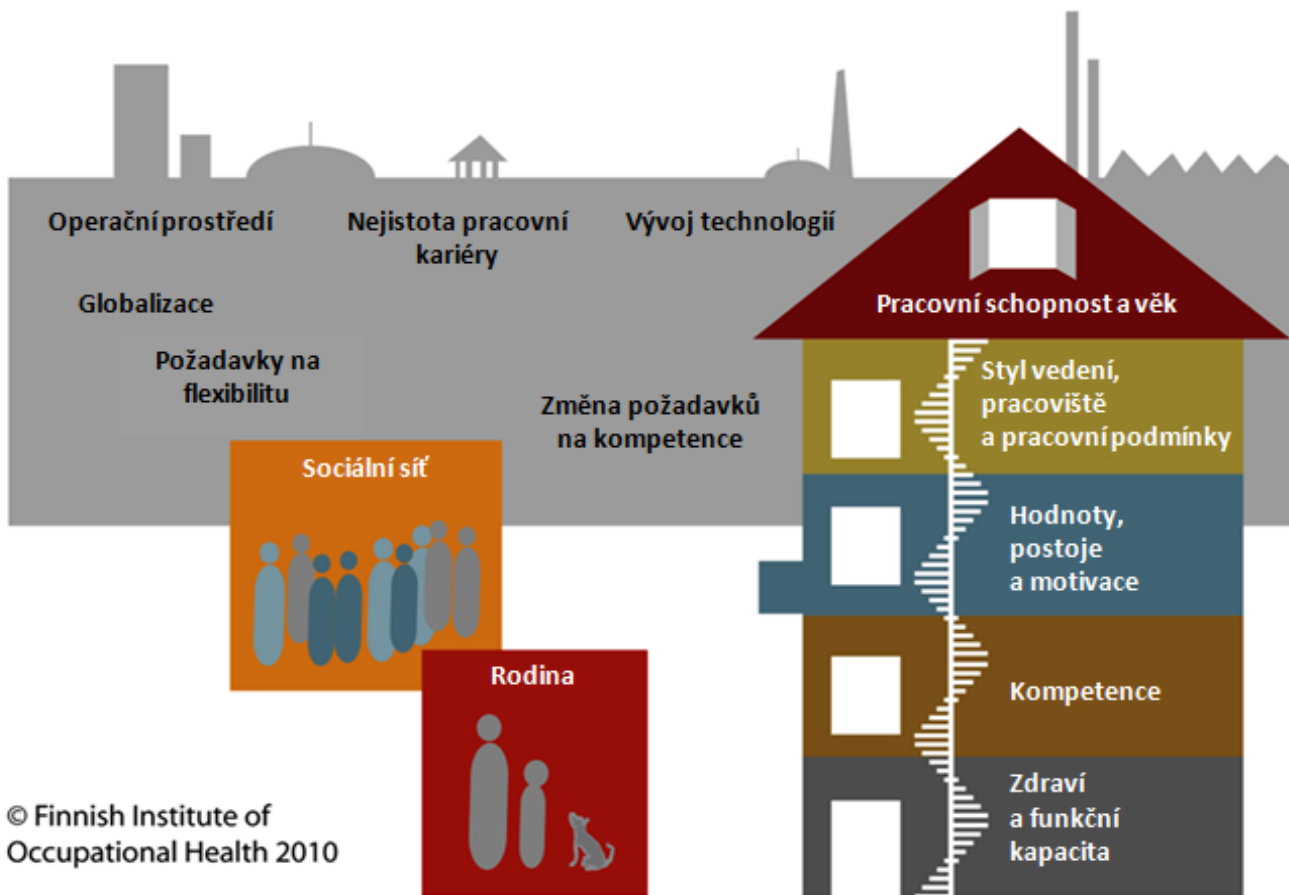 Operační prostředí
Nejistota pracovní
kariéry
Vývoj technologií
Globalizace
Požadavky na
flexibilitu
Změna požadavků
na kompetence
Sociální síť
Rodina
Pracovní schopnost a věk
Styl vedení,
pracoviště
a pracovní podmínky
Hodnoty,
postoje
a motivace
Kompetence
Zdraví
a funkční
kapacita
© Finnish Institute of
Occupational Health 2010